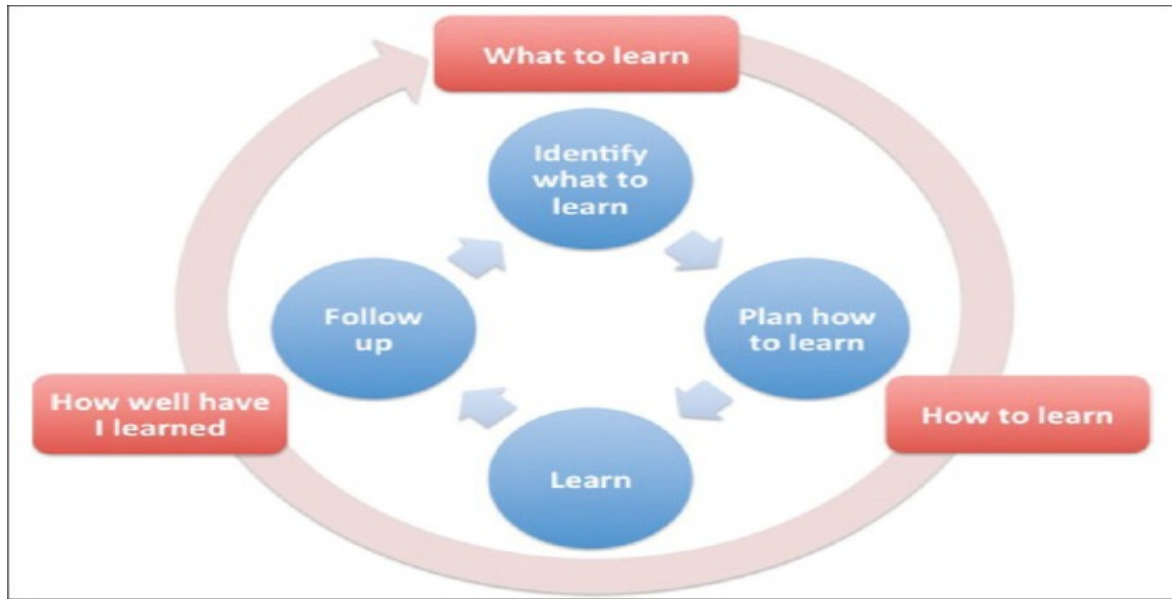 What to learn
Identify
what to
learn
Follow
up
Plan how
to learn
How well have
I learned
How to learn
Learn